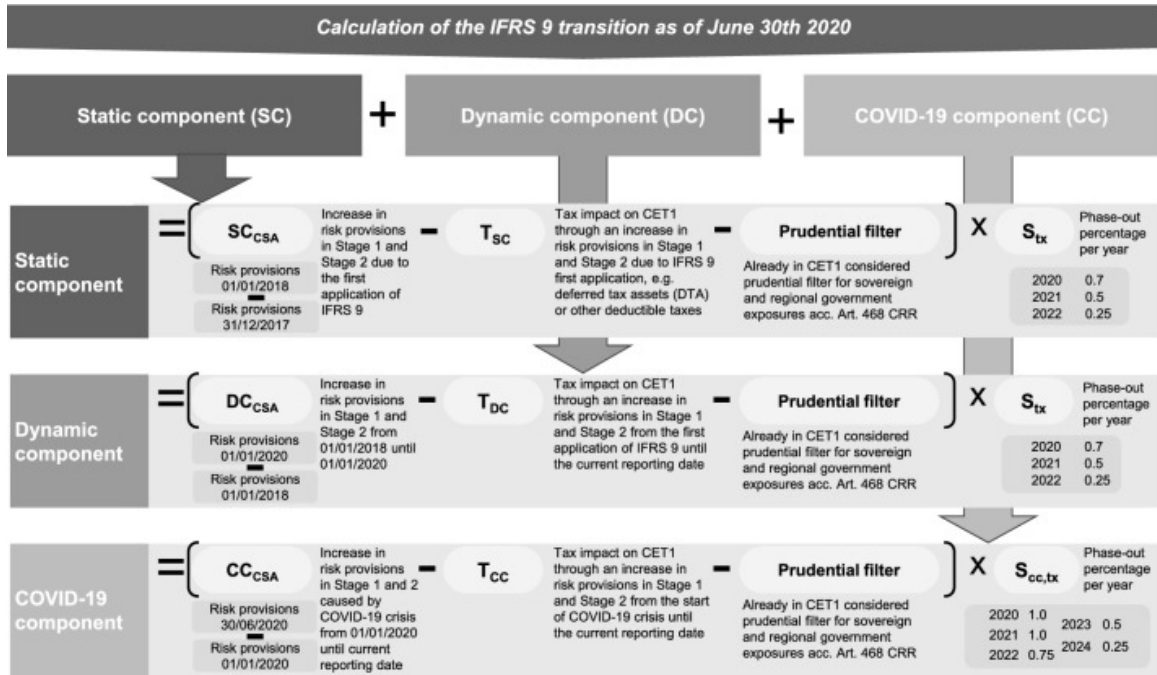 Calculation of the IFRS 9 transition as of June 30th 2020
Static component (SC)
+
Dynamic component (DC)
+
COVID-19 component (CC)
Static
component
=
SC_CSA
Risk provisions
01/01/2018
-
Risk provisions
31/12/2017
Increase in
risk provisions
in Stage 1 and
Stage 2 due to
the first
application of
IFRS 9
-
T_SC
Tax impact on CET1
through an increase in
risk provisions in Stage 1
and Stage 2 due to IFRS 9
first application, e.g.
deferred tax assets (DTA)
or other deductible taxes
-
Prudential filter
Already in CET1 considered
prudential filter for sovereign
and regional government
exposures acc. Art. 468 CRR
X
S_tx
Phase-out
percentage
per year
2020 0.7
2021 0.5
2022 0.25
Dynamic
component
=
DC_CSA
Risk provisions
01/01/2020
-
Risk provisions
01/01/2018
Increase in
risk provisions
in Stage 1 and
Stage 2 from
01/01/2018 until
01/01/2020
-
T_DC
Tax impact on CET1
through an increase in
risk provisions in Stage 1
and Stage 2 from the first
application of IFRS 9 until
the current reporting date
-
Prudential filter
Already in CET1 considered
prudential filter for sovereign
and regional government
exposures acc. Art. 468 CRR
X
S_tx
Phase-out
percentage
per year
2020 0.7
2021 0.5
2022 0.25
COVID-19
component
=
CC_CSA
Risk provisions
30/06/2020
-
Risk provisions
01/01/2020
Increase in
risk provisions
in Stage 1 and 2
caused by
COVID-19 crisis
from 01/01/2020
until current
reporting date
-
T_CC
Tax impact on CET1
through an increase in
risk provisions in Stage 1
and Stage 2 from the start
of COVID-19 crisis until
the current reporting date
-
Prudential filter
Already in CET1 considered
prudential filter for sovereign
and regional government
exposures acc. Art. 468 CRR
X
S_cc,tx
Phase-out
percentage
per year
2020 1.0
2021 1.0
2022 0.75
2023 0.5
2024 0.25